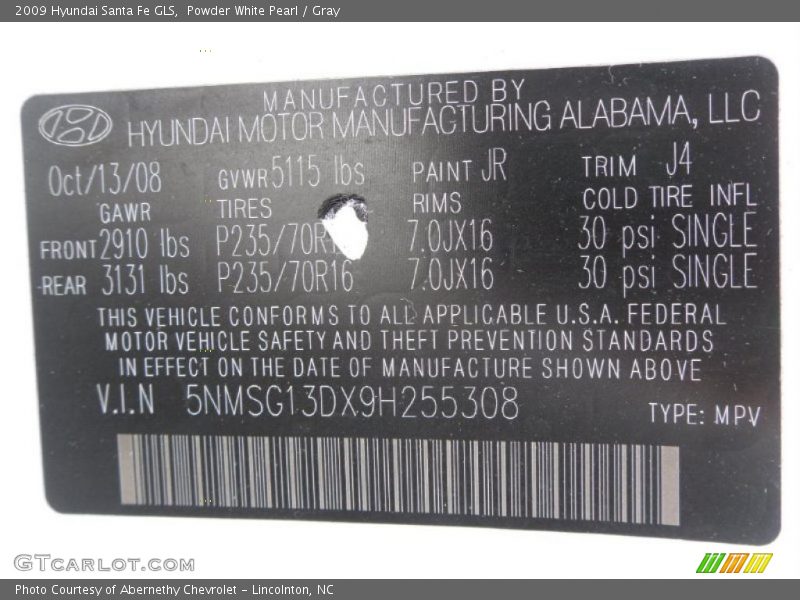 2009 Hyundai Santa Fe GLS, Powder White Pearl / Gray
MANUFACTURED BY
HYUNDAI MOTOR MANUFACTURING ALABAMA, LLC
Oct/13/08 GVWR 5115 lbs PAINT JR TRIM J4
GAWR TIRES RIMS COLD TIRE INFL
FRONT 2910 lbs 7.0JX16 30 psi SINGLE
REAR 3131 lbs P235/70R16 7.0JX16 30 psi SINGLE
THIS VEHICLE CONFORMS TO ALL APPLICABLE U.S.A. FEDERAL
MOTOR VEHICLE SAFETY AND THEFT PREVENTION STANDARDS
IN EFFECT ON THE DATE OF MANUFACTURE SHOWN ABOVE
V.I.N 5NMSG13DX9H255308 TYPE: MPV
GTCARLOT.COM
Photo Courtesy of Abernethy Chevrolet - Lincolnton, NC